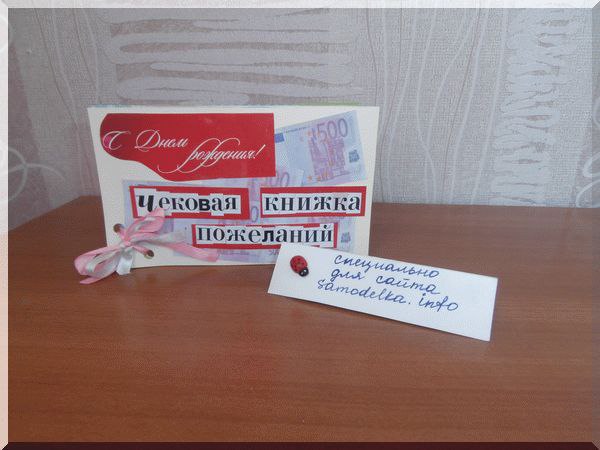 С Днем
рождения!
500
Чековая книжка
пожеланий
специально
для сайта
Samodelka.info